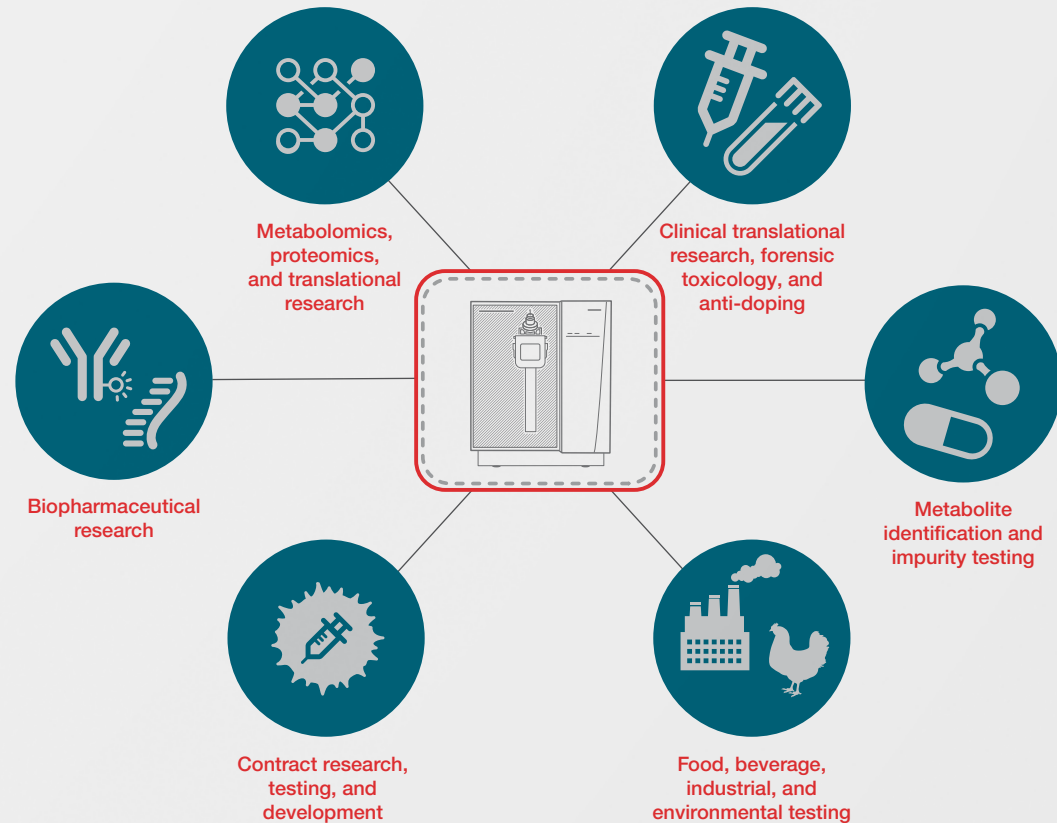 Metabolomics,
proteomics,
and translational
research
Clinical translational
research, forensic
toxicology, and
anti-doping
Biopharmaceutical
research
Metabolite
identification and
impurity testing
Contract research,
testing, and
development
Food, beverage,
industrial, and
environmental testing